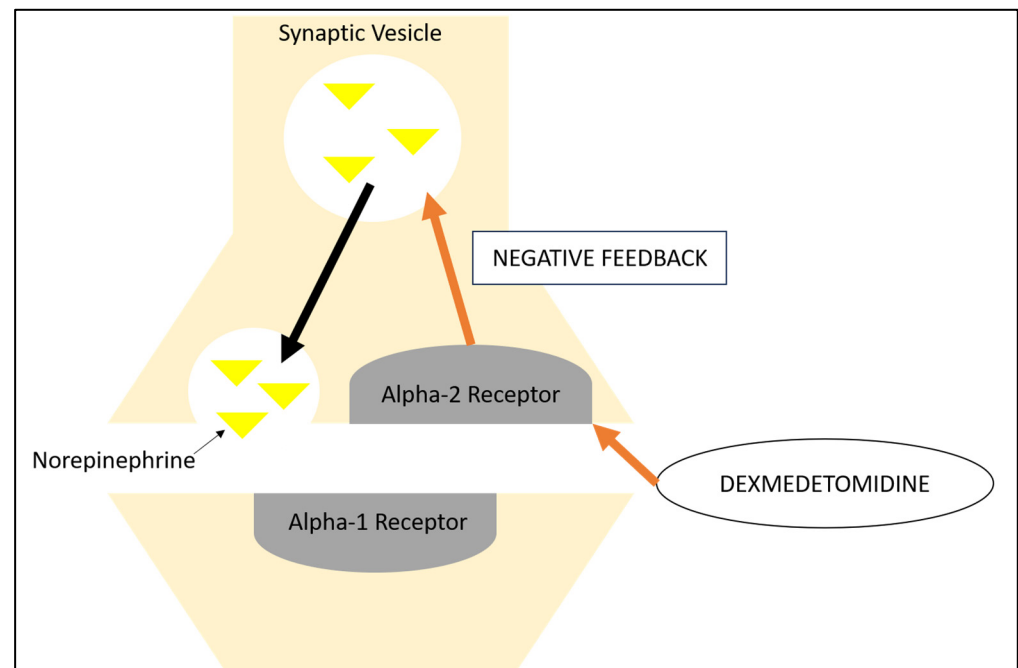 Synaptic Vesicle
NEGATIVE FEEDBACK
Alpha-2 Receptor
Norepinephrine
DEXMEDETOMIDINE
Alpha-1 Receptor